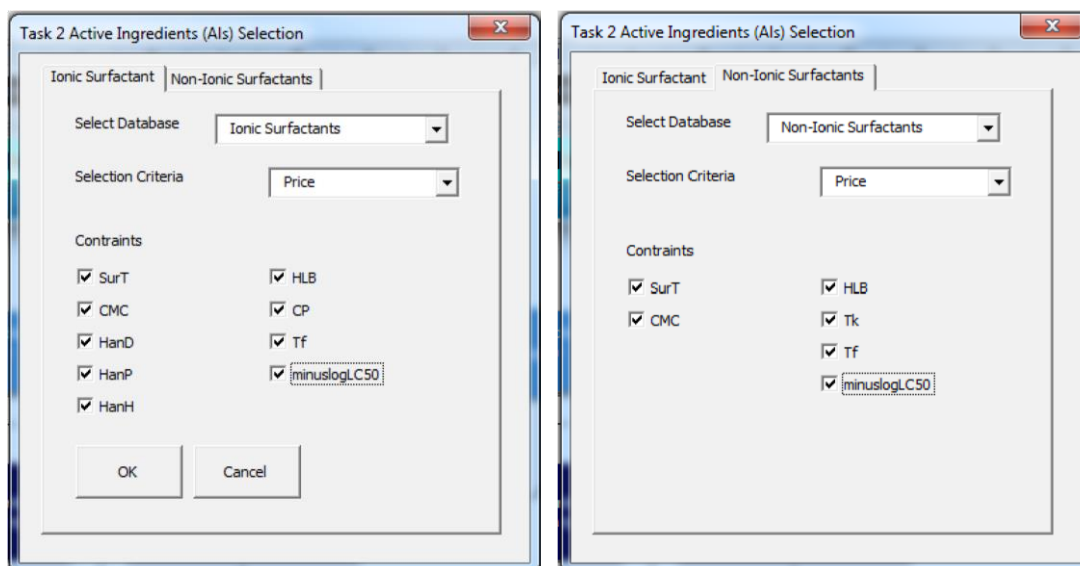 Task 2 Active Ingredients (AIs) Selection
Ionic Surfactant
Non-Ionic Surfactants
Select Database
Ionic Surfactants
Selection Criteria
Price
Contraints
SurT
HLB
CMC
CP
HanD
Tf
HanP
minuslogLC50
HanH
OK
Cancel
Task 2 Active Ingredients (AIs) Selection
Ionic Surfactant
Non-Ionic Surfactants
Select Database
Non-Ionic Surfactants
Selection Criteria
Price
Contraints
SurT
HLB
CMC
Tk
Tf
minuslogLC50